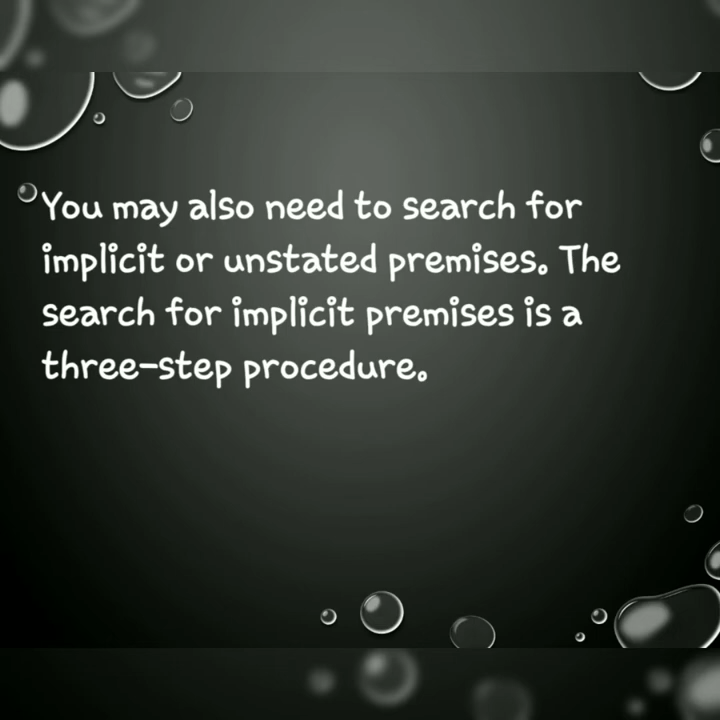 You may also need to search for
implicit or unstated premises. The
search for implicit premises is a
three-step procedure.